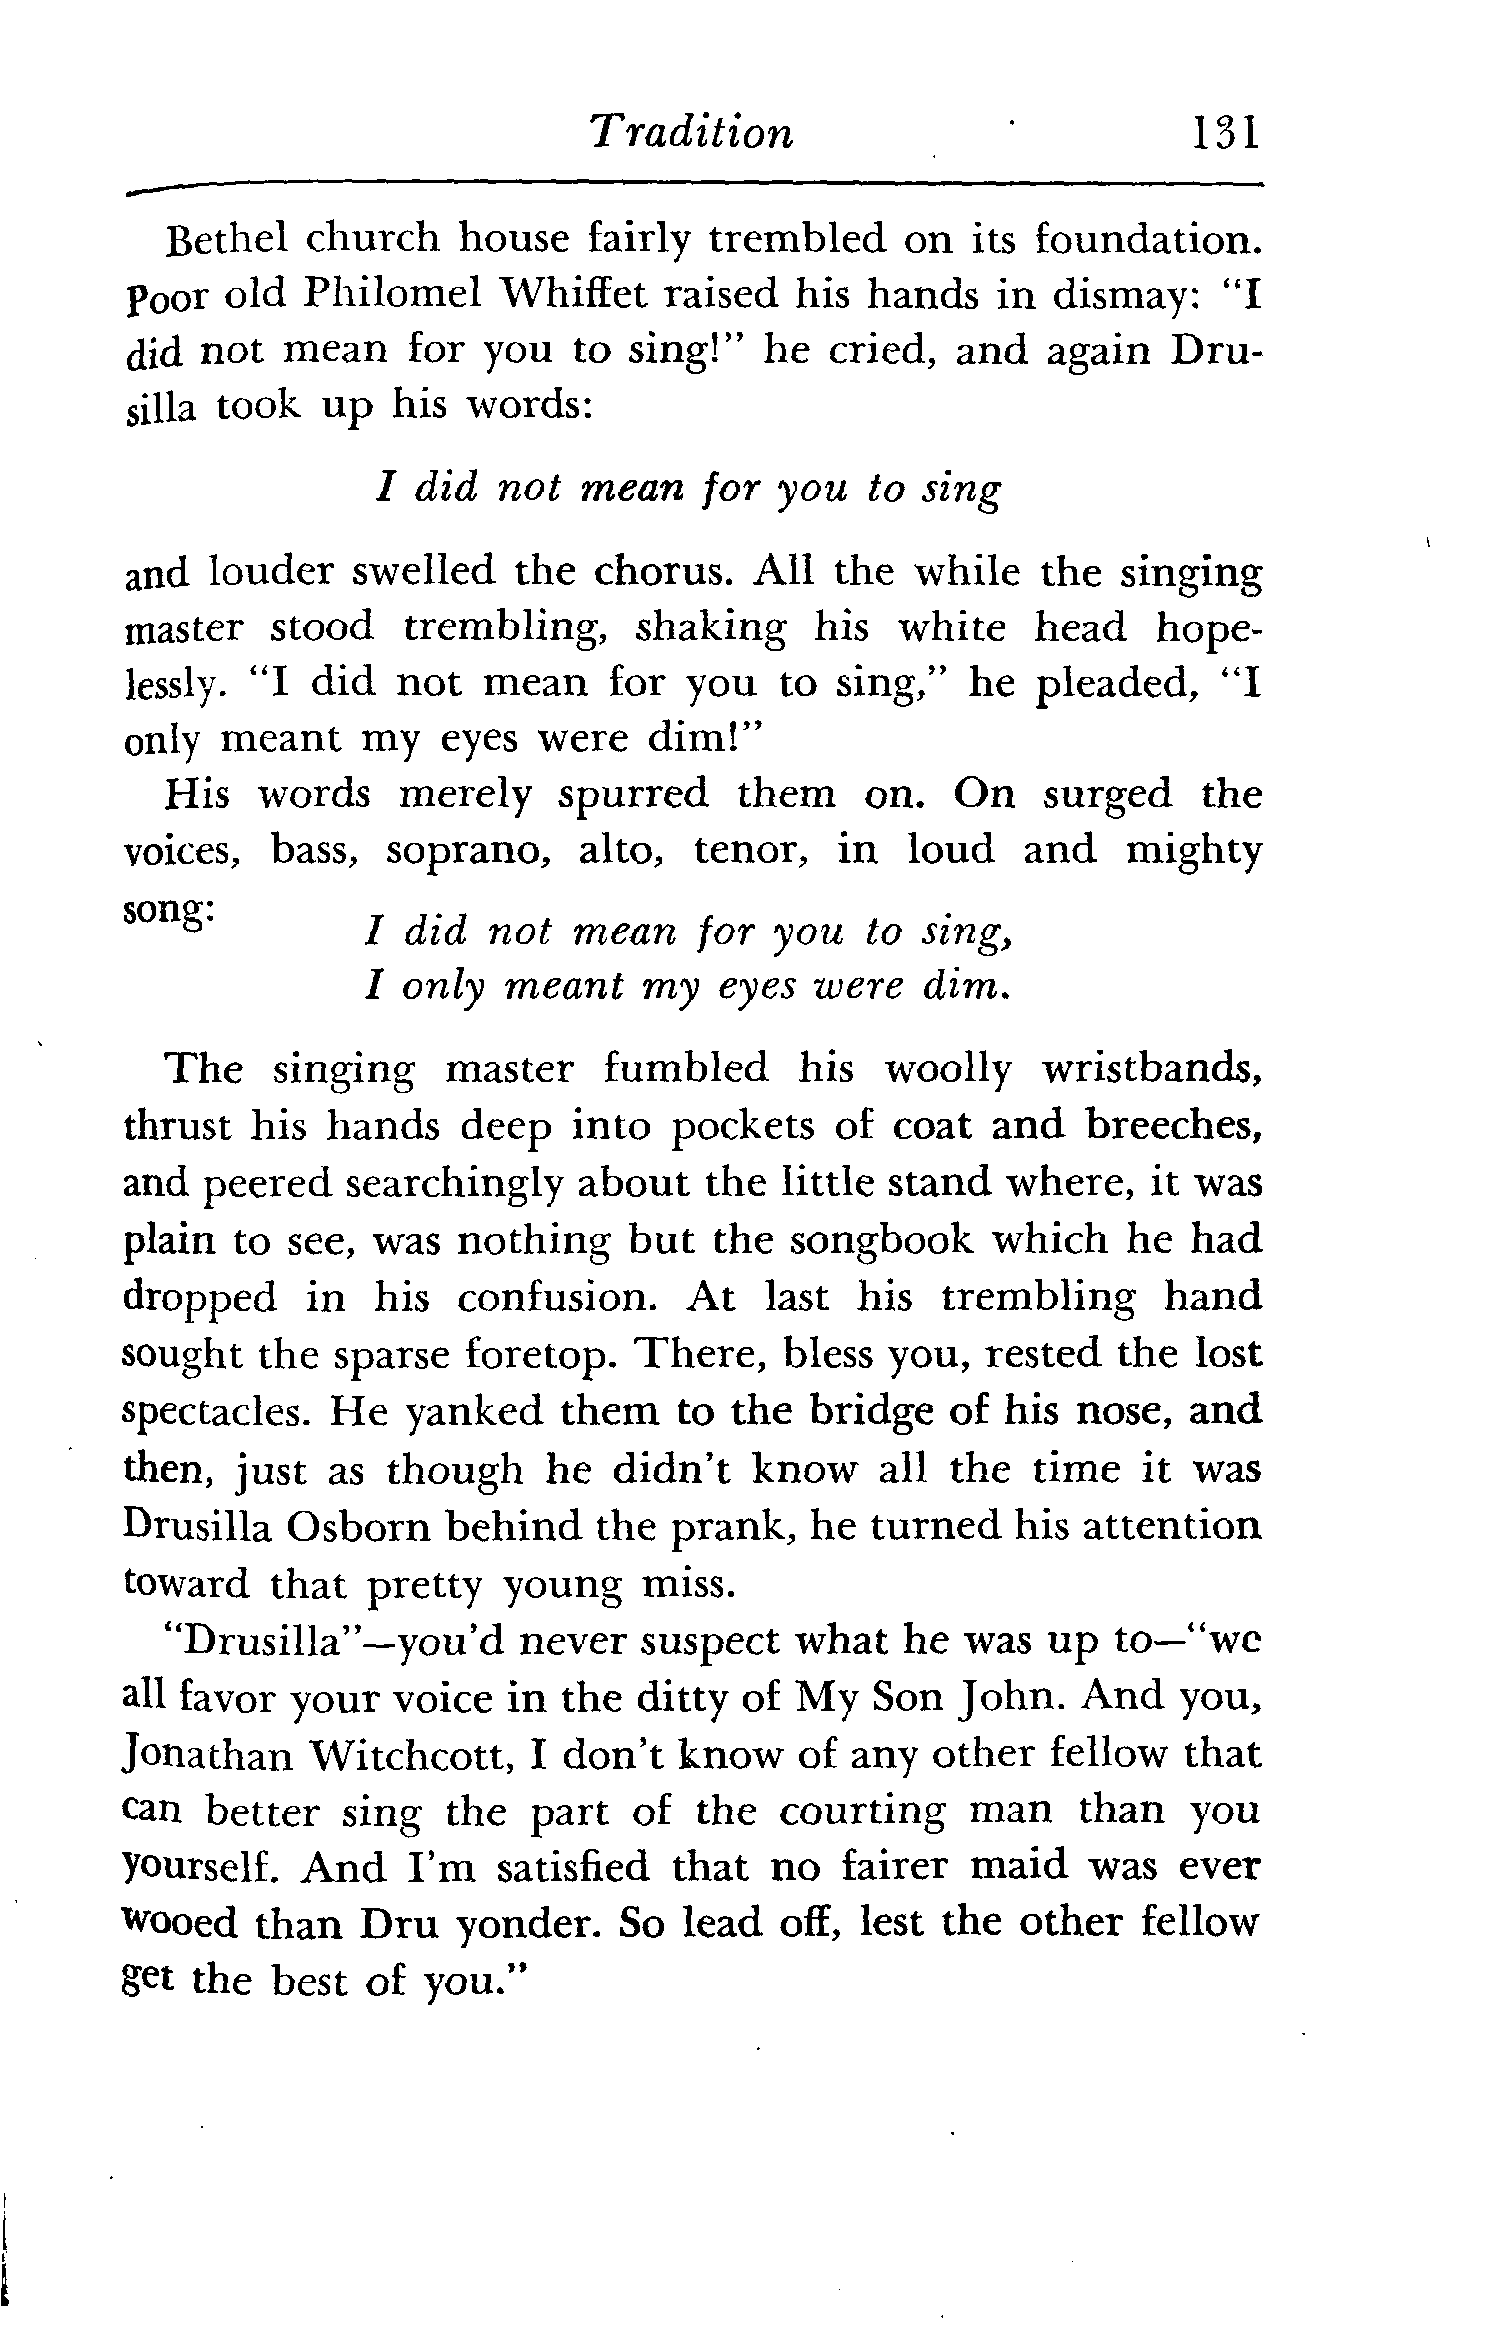 Tradition 131
Bethel church house fairly trembled on its foundation.
Poor old Philomel Whiffet raised his hands in dismay: "I
did not mean for you to sing!" he cried, and again Dru-
silla took up his words:
I did not mean for you to sing
and louder swelled the chorus. All the while the singing
master stood trembling, shaking his white head hope-
lessly. "I did not mean for you to sing," he pleaded, "I
only meant my eyes were dim!"
His words merely spurred them on. On surged the
voices, bass, soprano, alto, tenor, in loud and mighty
song:
I did not mean for you to sing,
I only meant my eyes were dim.
The singing master fumbled his woolly wristbands,
thrust his hands deep into pockets of coat and breeches,
and peered searchingly about the little stand where, it was
plain to see, was nothing but the songbook which he had
dropped in his confusion. At last his trembling hand
sought the sparse foretop. There, bless you, rested the lost
spectacles. He yanked them to the bridge of his nose, and
then, just as though he didn't know all the time it was
Drusilla Osborn behind the prank, he turned his attention
toward that pretty young miss.
"Drusilla"—you'd never suspect what he was up to—"we
all favor your voice in the ditty of My Son John. And you,
Jonathan Witchcott, I don't know of any other fellow that
can better sing the part of the courting man than you
yourself. And I'm satisfied that no fairer maid was ever
wooed than Dru yonder. So lead off, lest the other fellow
get the best of you."